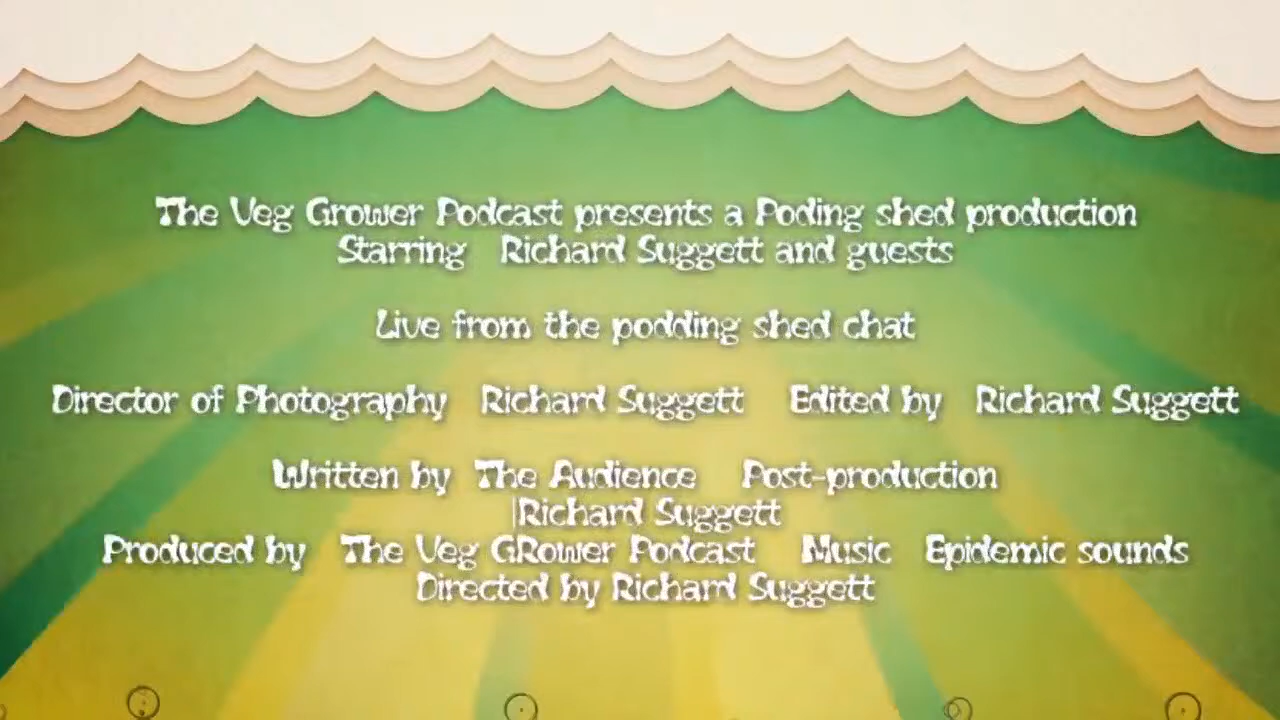 The Veg Grower Podcast presents a Poding shed production
Starring Richard Suggett and guests
Live from the podding shed chat
Director of Photography Richard Suggett Edited by Richard Suggett
Written by The Audience Post-production
|Richard Suggett
Produced by The Veg GRower Podcast Music Epidemic sounds
Directed by Richard Suggett